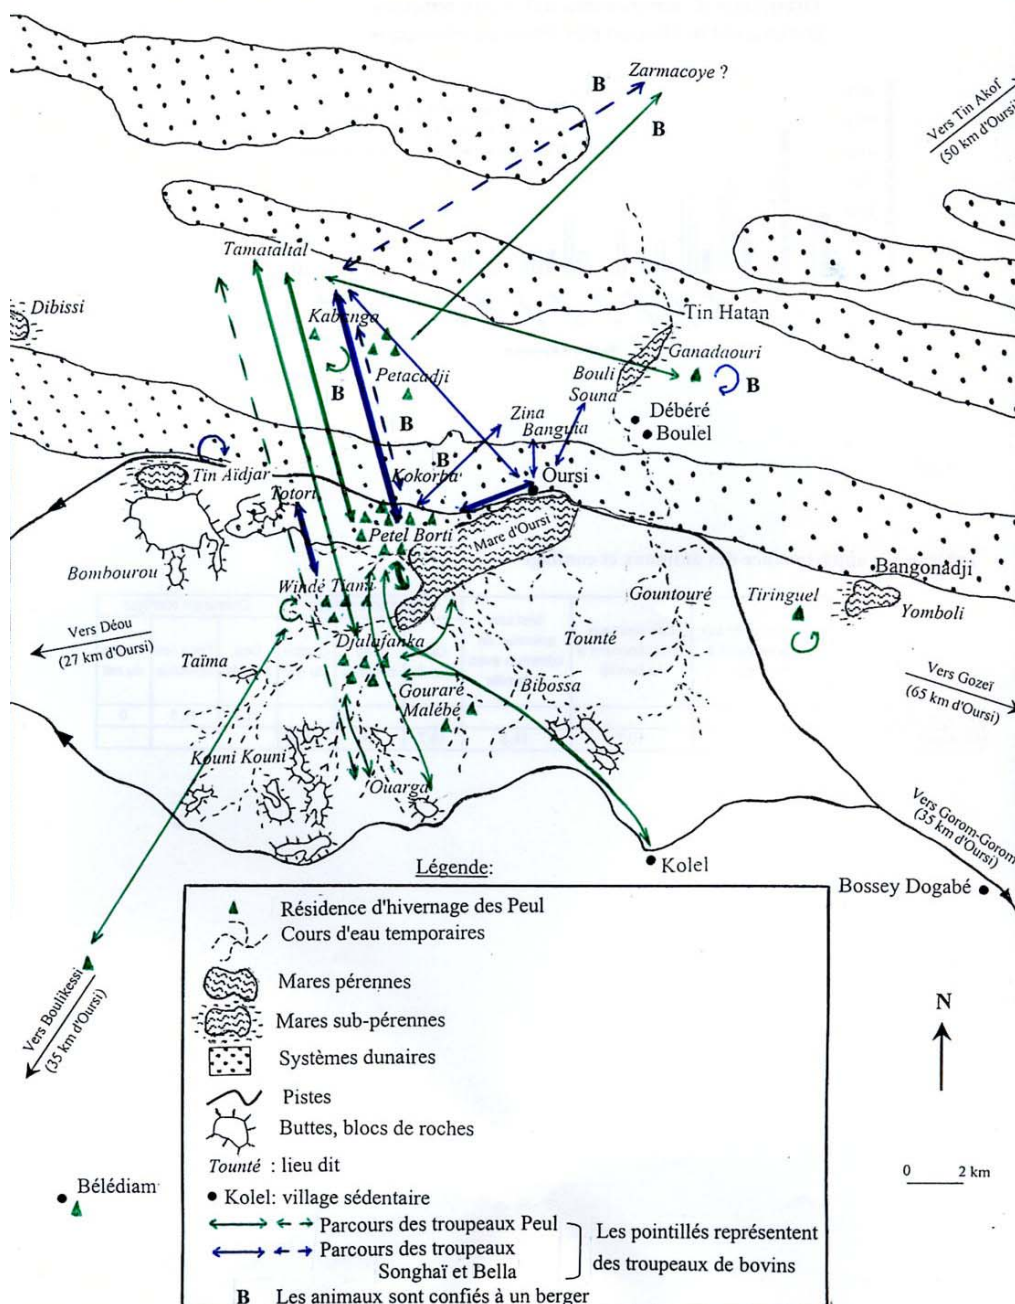 Zarmacoye ?
B
B
Vers Tin Akof
(50 km d'Oursi)
Tamataltal
Dibissi
Kabanga
Tin Hatan
Ganadaouri
B
Bouli
Sound
B
Petacadji
Zina
Banguia
Débéré
Boulel
B
B
Kokorba
Oursi
Tin Aïdjar
Totori
Petel Borti
Mare d'Oursi
Bombourou
Windé Tiami
Bangonadji
Tiringuel
Gountouré
Yomboli
Vers Déou
(27 km d'Oursi)
Djalafanka
Tounté
Taïma
Gouraré
Malébé
Bibossa
Vers Gozeï
(65 km d'Oursi)
Kouni Kouni
Ouarga
Vers Gorom-Gorom
(35 km d'Oursi)
Kolel
Bossey Dogabé
Vers Boulikessi
(35 km d'Oursi)
Bélédiam
N
0 2 km
Légende:
Résidence d'hivernage des Peul
Cours d'eau temporaires
Mares pérennes
Mares sub-pérennes
Systèmes dunaires
Pistes
Buttes, blocs de roches
Tounté : lieu dit
Kolel: village sédentaire
Parcours des troupeaux Peul
Parcours des troupeaux
Songhaï et Bella
Les pointillés représentent
des troupeaux de bovins
B Les animaux sont confiés à un berger